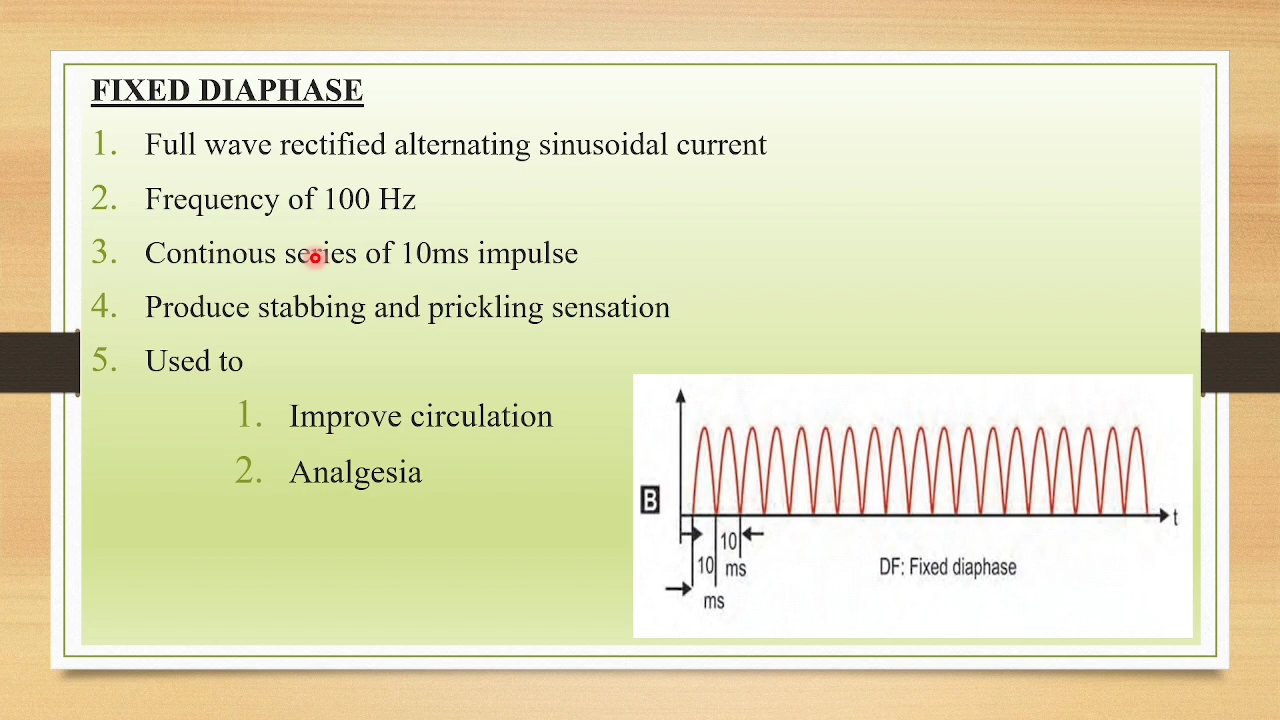 FIXED DIAPHASE
1. Full wave rectified alternating sinusoidal current
2. Frequency of 100 Hz
3. Continous series of 10ms impulse
4. Produce stabbing and prickling sensation
5. Used to
1. Improve circulation
2. Analgesia
B
t
10
10 ms
ms
DF: Fixed diaphase